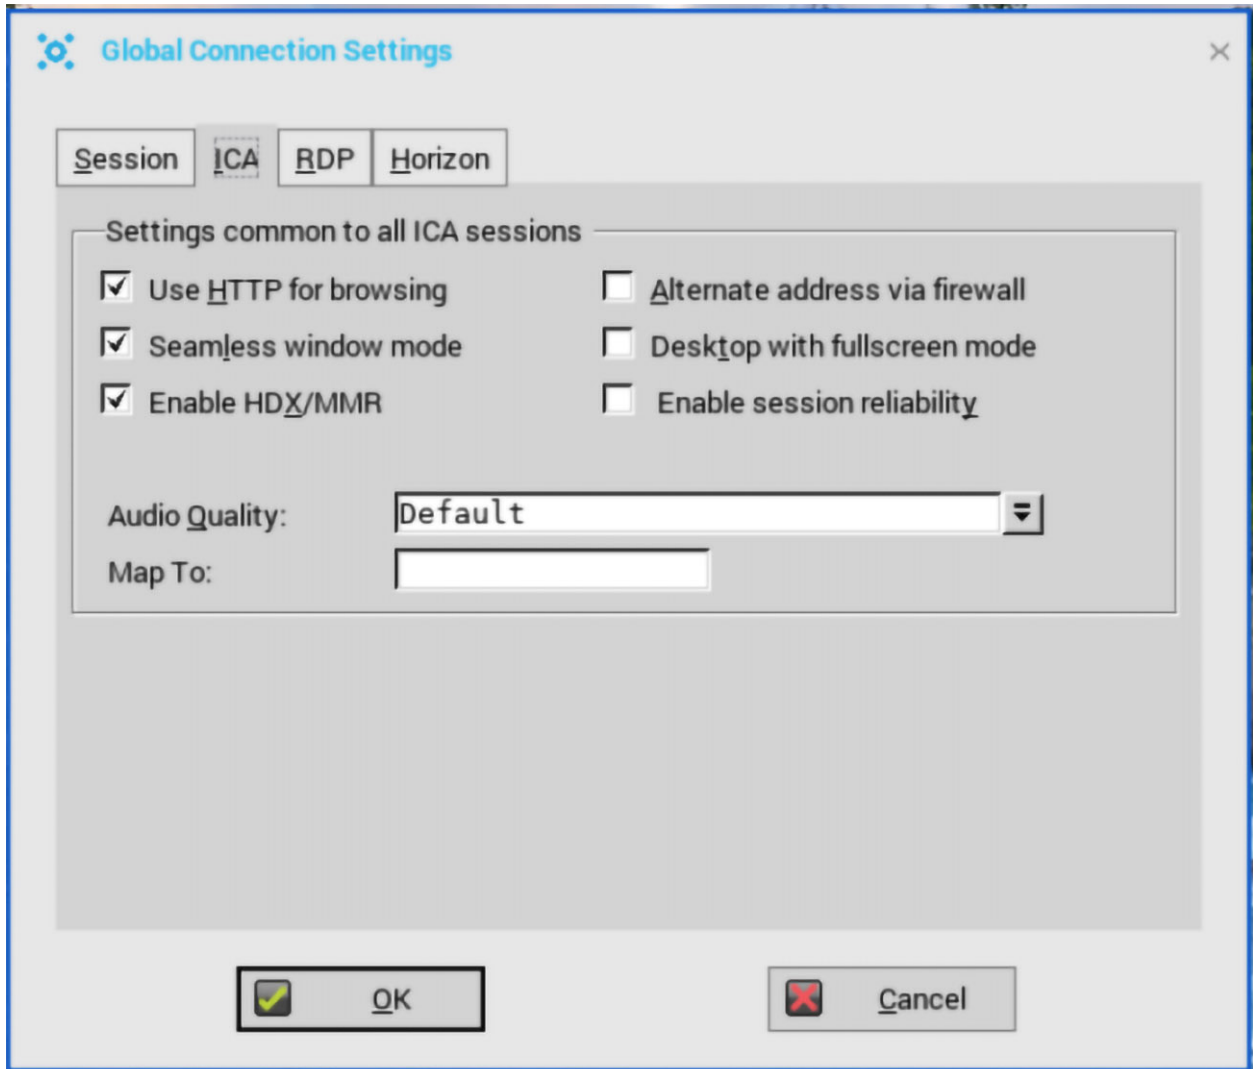 Global Connection Settings
Session ICA RDP Horizon
Settings common to all ICA sessions
Use HTTP for browsing
Alternate address via firewall
Seamless window mode
Desktop with fullscreen mode
Enable HDX/MMR
Enable session reliability
Audio Quality: Default
Map To:
OK
Cancel